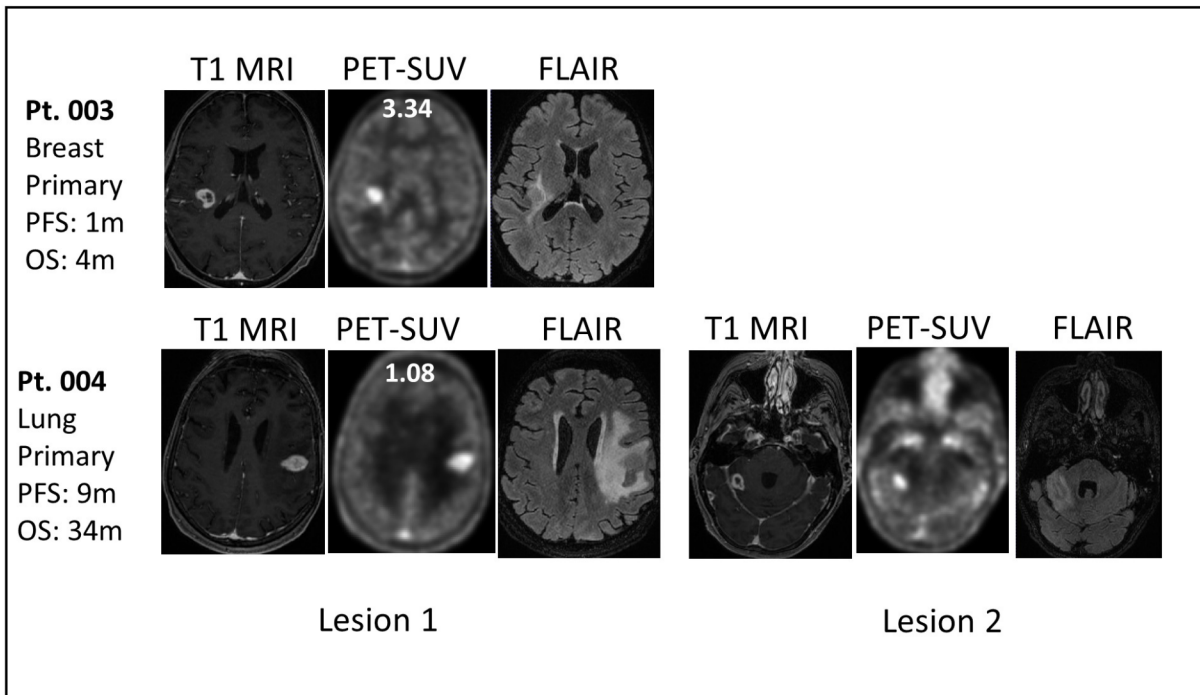 T1 MRI PET-SUV FLAIR
Pt. 003
Breast
Primary
PFS: 1m
OS: 4m
3.34
T1 MRI PET-SUV FLAIR T1 MRI PET-SUV FLAIR
Pt. 004
Lung
Primary
PFS: 9m
OS: 34m
1.08
Lesion 1 Lesion 2